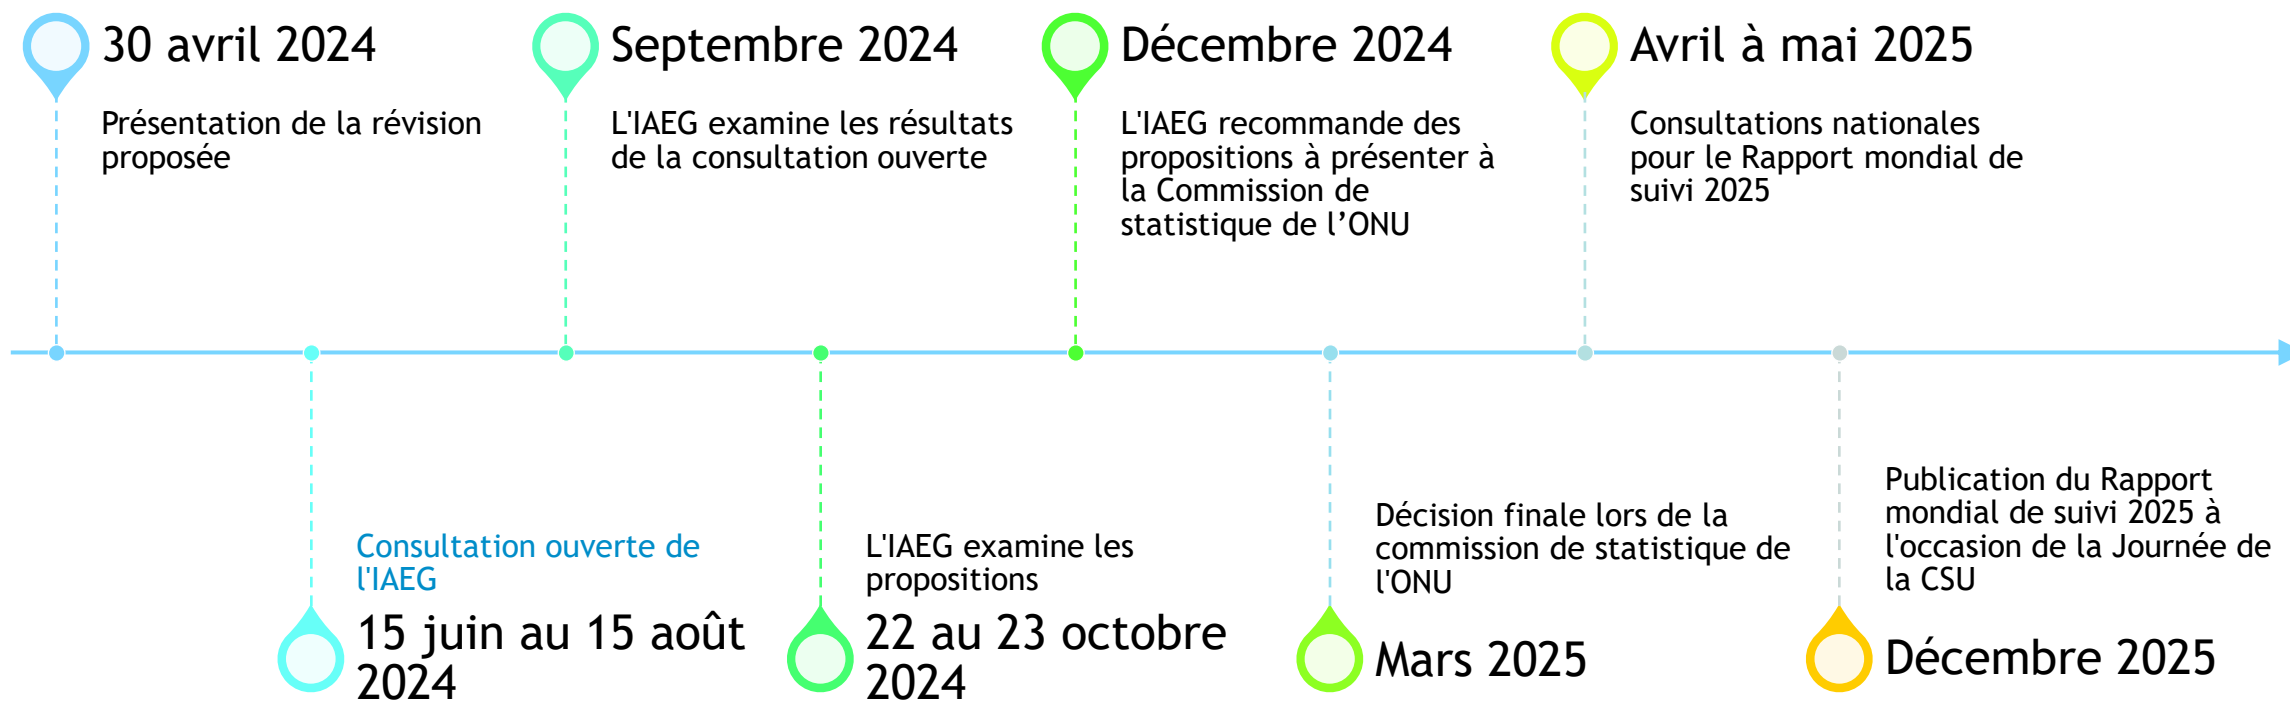 30 avril 2024
Présentation de la révision
proposée
Consultation ouverte de
l'IAEG
15 juin au 15 août
2024
Septembre 2024
L'IAEG examine les résultats
de la consultation ouverte
L'IAEG examine les
propositions
22 au 23 octobre
2024
Décembre 2024
L'IAEG recommande des
propositions à présenter à
la Commission de
statistique de l’ONU
Décision finale lors de la
commission de statistique de
l'ONU
Mars 2025
Avril à mai 2025
Consultations nationales
pour le Rapport mondial de
suivi 2025
Publication du Rapport
mondial de suivi 2025 à
l'occasion de la Journée de
la CSU
Décembre 2025